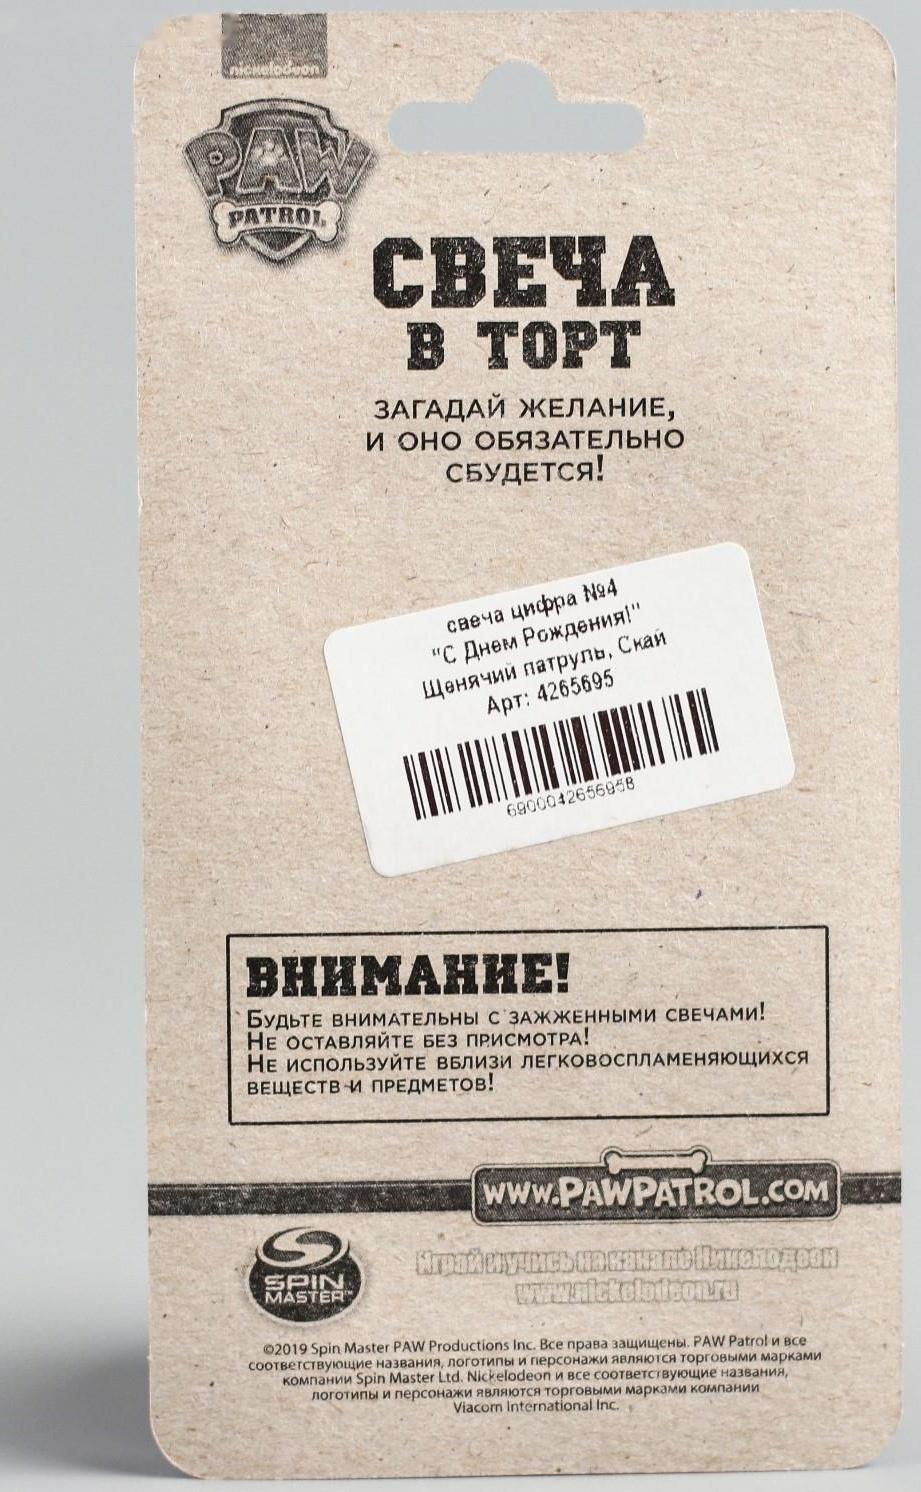 nickelodeon
PAW
PATROL
СВЕЧА
В ТОРТ
ЗАГАДАЙ ЖЕЛАНИЕ,
И ОНО ОБЯЗАТЕЛЬНО
СБУДЕТСЯ!
свеча цифра №4
"С Днем Рождения!"
Щенячий патруль, Скай
Арт: 4265695
6900042656958
ВНИМАНИЕ!
Будьте внимательны с зажженными свечами!
Не оставляйте без присмотра!
Не используйте вблизи легковоспламеняющихся
веществ и предметов!
www.PAWPATROL.COM
SPIN
MASTER™
Играй и учись на канале Никелодеон
www.nickelodeon.ru
©2019 Spin Master PAW Productions Inc. Все права защищены. PAW Patrol и все
соответствующие названия, логотипы и персонажи являются торговыми марками
компании Spin Master Ltd. Nickelodeon и все соответствующие названия,
логотипы и персонажи являются торговыми марками компании
Viacom International Inc.